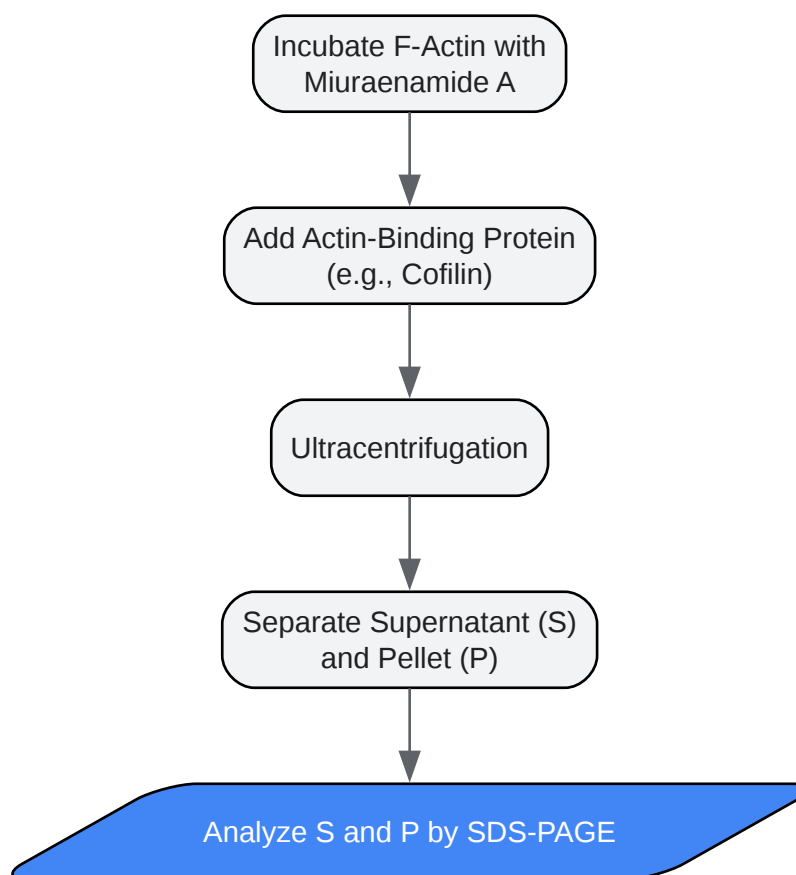 Incubate F-Actin with
Miuraenamide A
Add Actin-Binding Protein
(e.g., Cofilin)
Ultracentrifugation
Separate Supernatant (S)
and Pellet (P)
Analyze S and P by SDS-PAGE